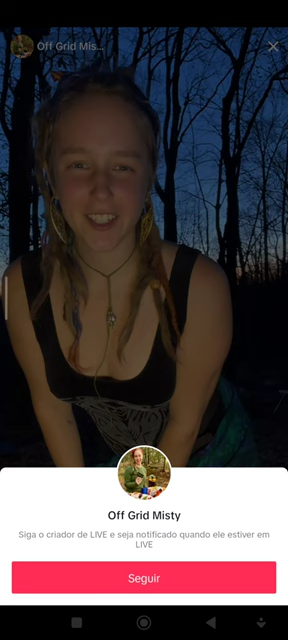 Off Grid Mis...
Off Grid Misty
Siga o criador de LIVE e seja notificado quando ele estiver em
LIVE
Seguir